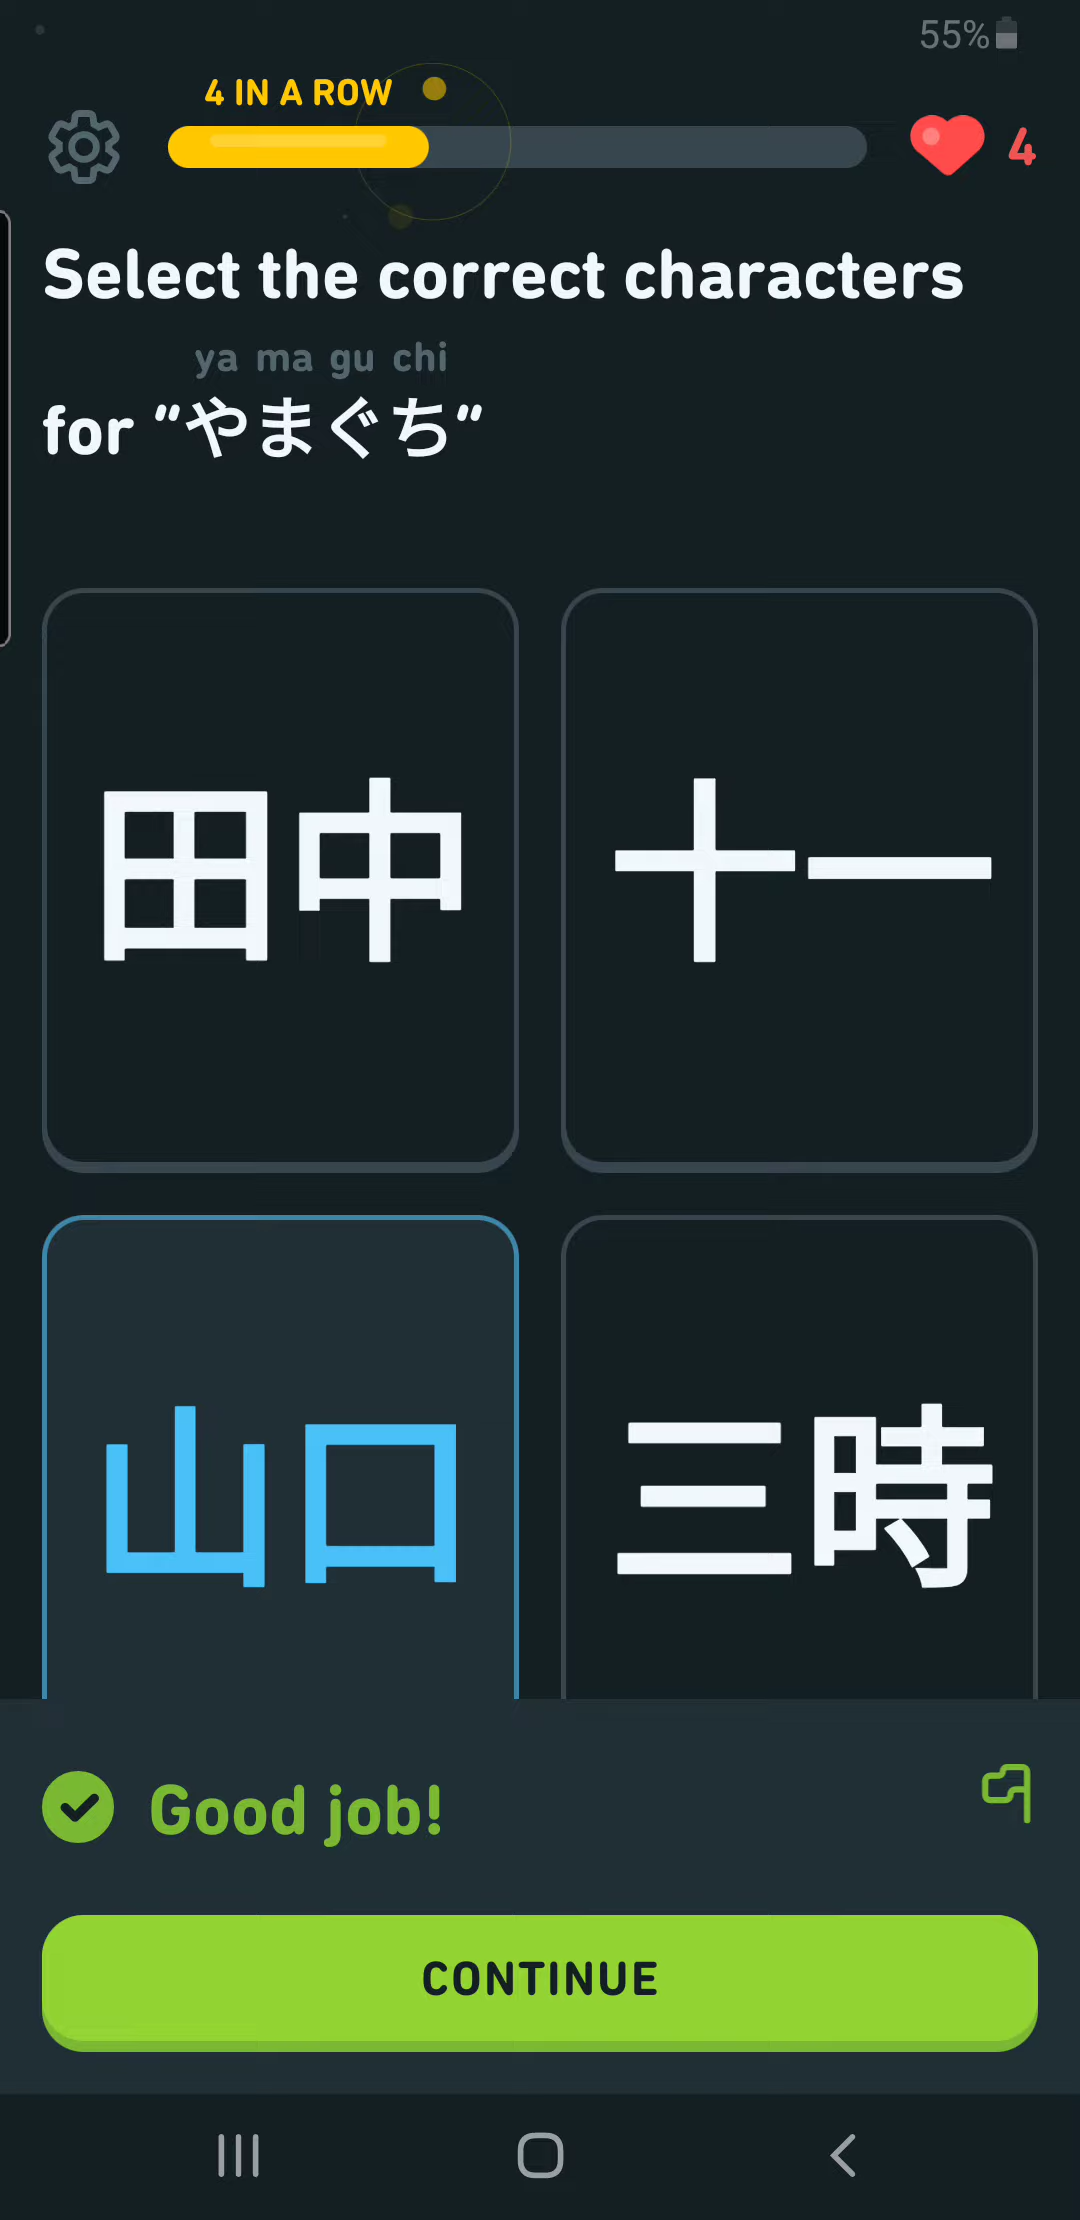 55%
4 IN A ROW
4
Select the correct characters
ya ma gu chi
for "やまぐち"
田中
十一
山口
三時
Good job!
CONTINUE